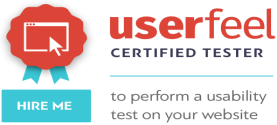 userfeel
CERTIFIED TESTER
HIRE ME
to perform a usability
test on your website